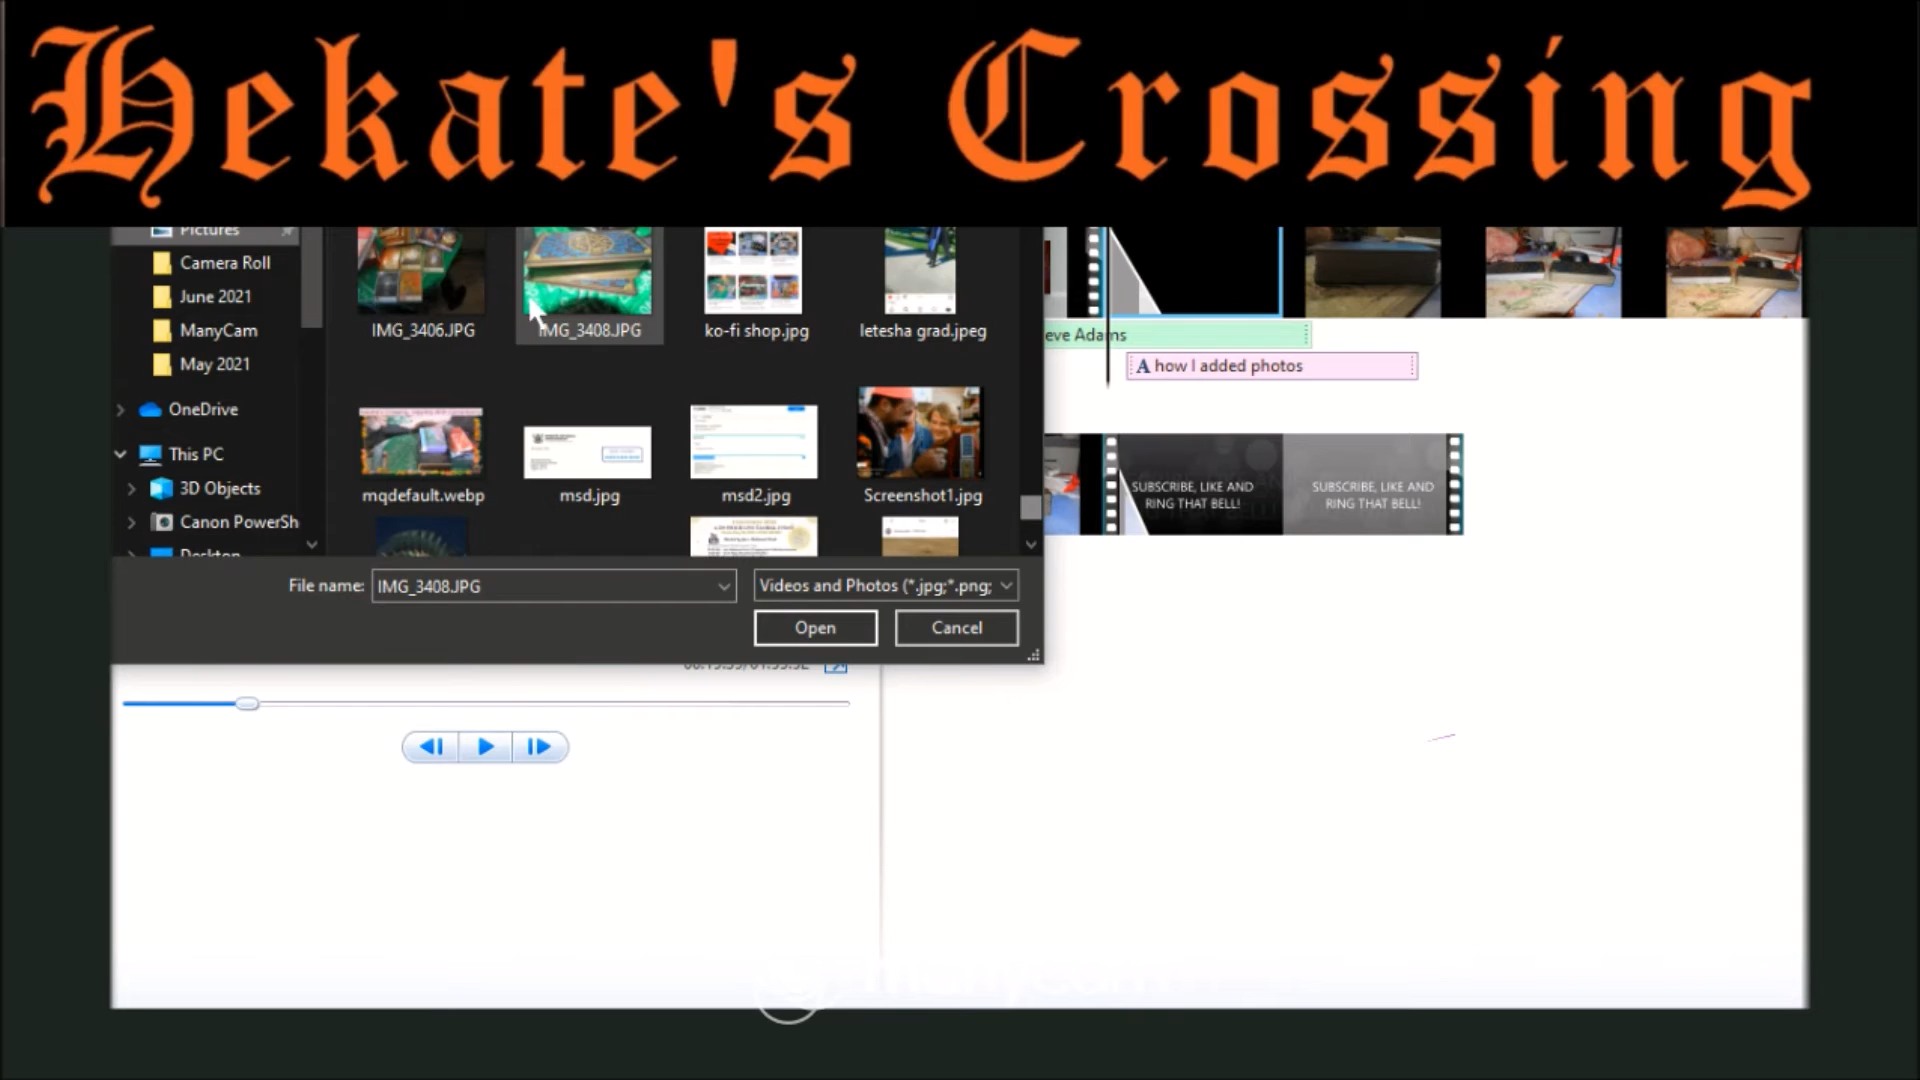 Hekate's Crossing
Pictures
Camera Roll
June 2021
ManyCam
May 2021
OneDrive
This PC
3D Objects
Canon PowerSh
Desktop
IMG_3406.JPG
IMG_3408.JPG
ko-fi shop.jpg
letesha grad.jpeg
mqdefault.webp
msd.jpg
msd2.jpg
Screenshot1.jpg
File name:
IMG_3408.JPG
Videos and Photos (*.jpg;*.png;
Open
Cancel
eve Adams
A how I added photos
SUBSCRIBE, LIKE AND
RING THAT BELL!
SUBSCRIBE, LIKE AND
RING THAT BELL!